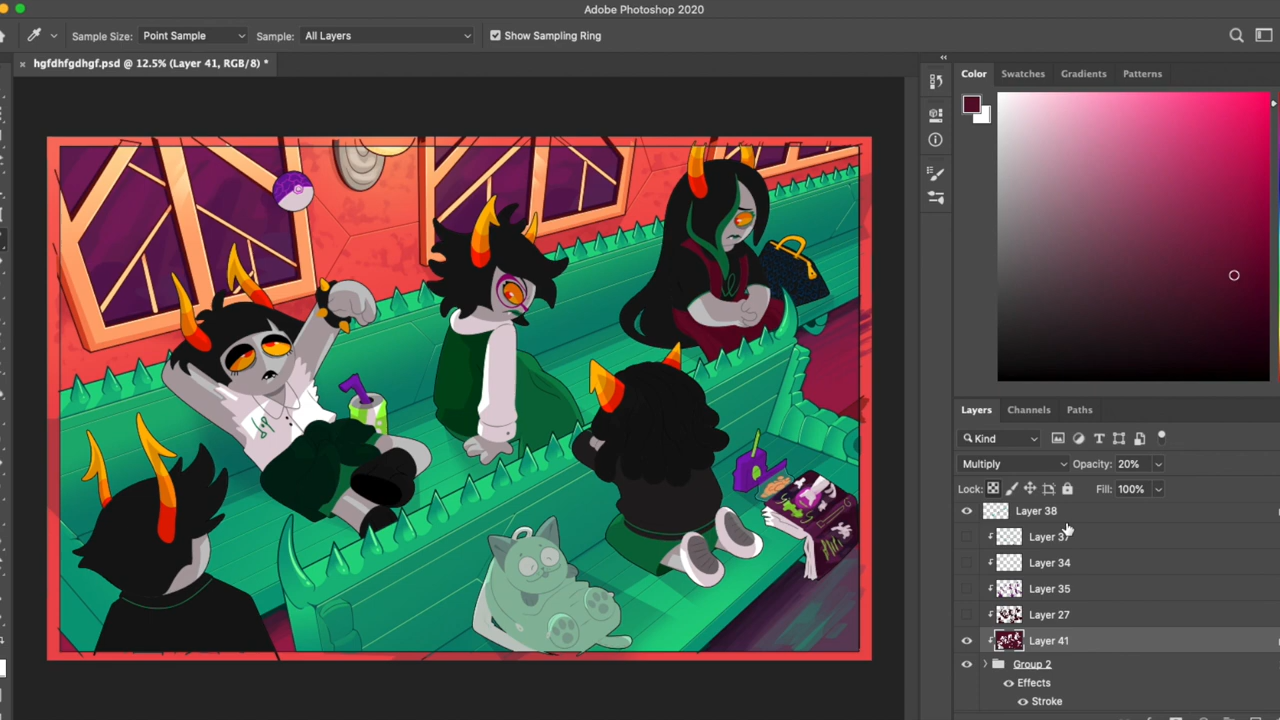 Adobe Photoshop 2020
Sample Size: Point Sample Sample: All Layers Show Sampling Ring
× hgfdhfgdhgf.psd @ 12.5% (Layer 41, RGB/8) *
Color Swatches Gradients Patterns
Layers Channels Paths
Kind
Multiply Opacity: 20%
Lock: Fill: 100%
Layer 38
Layer 37
Layer 34
Layer 35
Layer 27
Layer 41
Group 2
Effects
Stroke